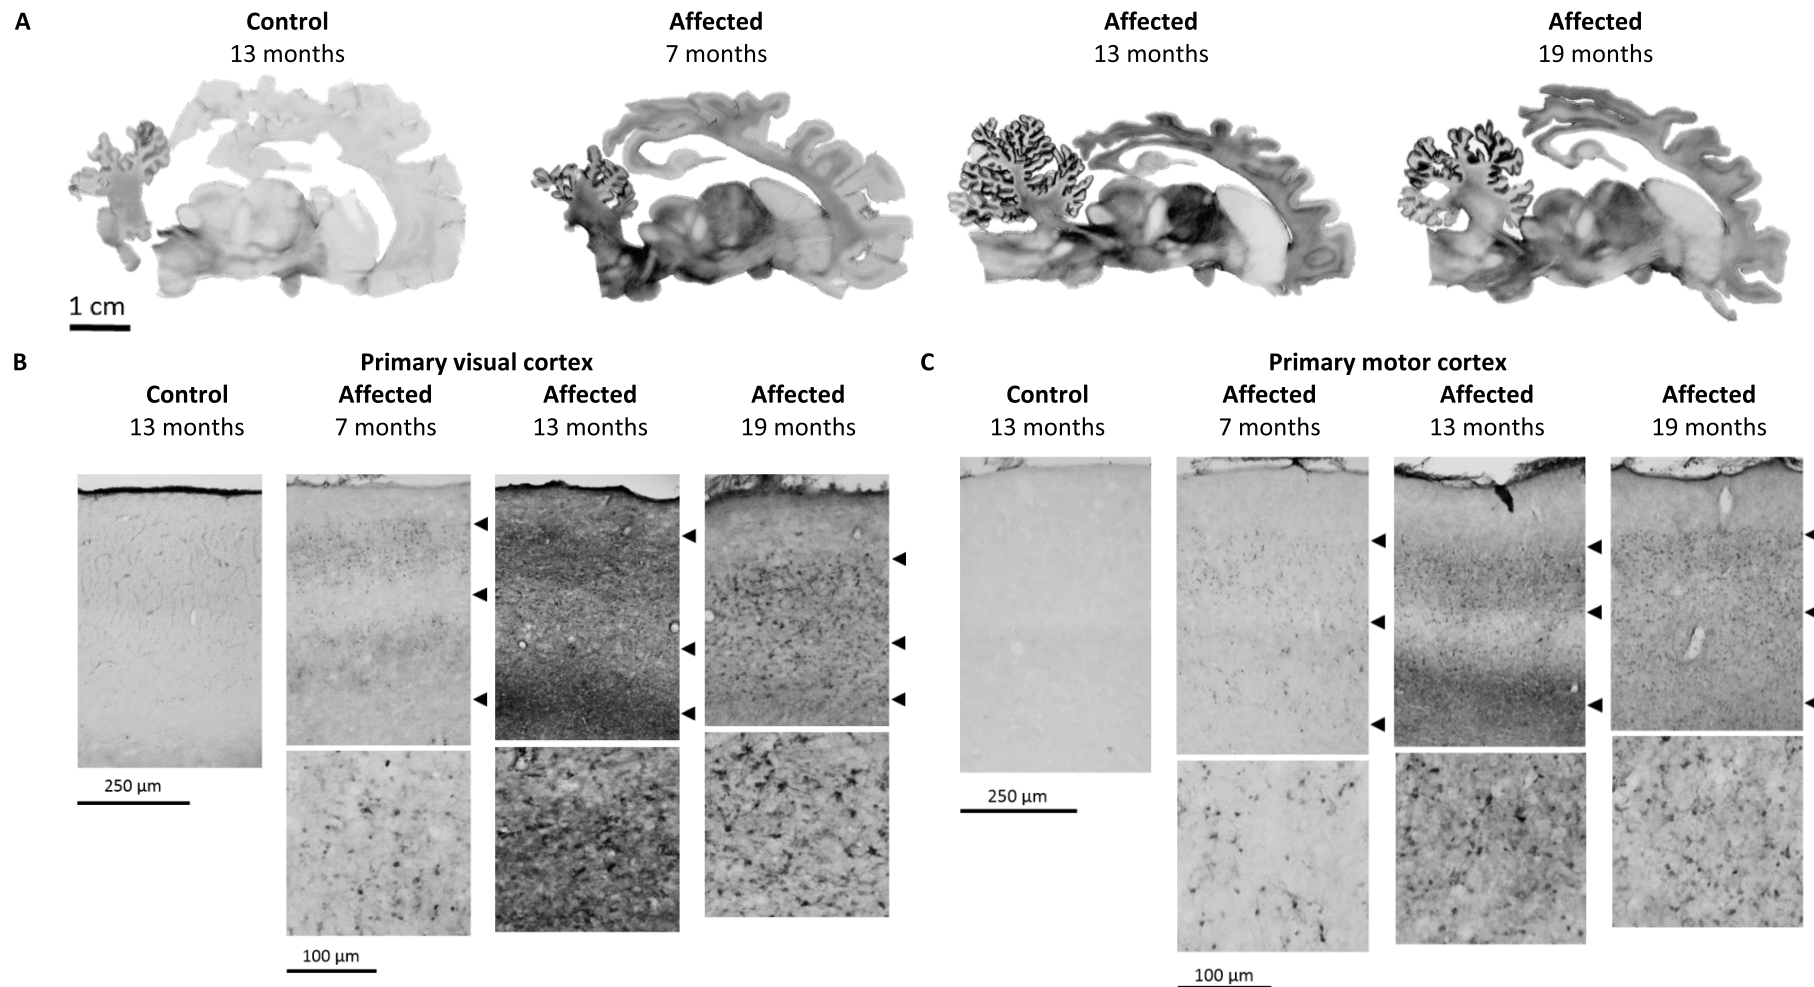 A
Control
13 months
Affected
7 months
Affected
13 months
Affected
19 months
1 cm
B
Primary visual cortex
Control
13 months
Affected
7 months
Affected
13 months
Affected
19 months
250 µm
100 µm
C
Primary motor cortex
Control
13 months
Affected
7 months
Affected
13 months
Affected
19 months
250 µm
100 µm